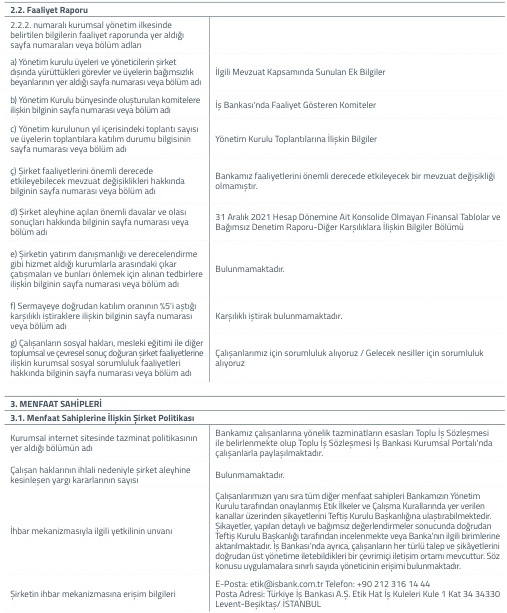 2.2. Faaliyet Raporu
2.2.2. numaralı kurumsal yönetim ilkesinde
belirtilen bilgilerin faaliyet raporunda yer aldığı
sayfa numaraları veya bölüm adları
a) Yönetim kurulu üyeleri ve yöneticilerin şirket
dışında yürüttükleri görevler ve üyelerin bağımsızlık
beyanlarının yer aldığı sayfa numarası veya bölüm adı
İlgili Mevzuat Kapsamında Sunulan Ek Bilgiler
b) Yönetim Kurulu bünyesinde oluşturulan komitelere
ilişkin bilginin sayfa numarası veya bölüm adı
İş Bankası'nda Faaliyet Gösteren Komiteler
c) Yönetim kurulunun yıl içerisindeki toplantı sayısı
ve üyelerin toplantılara katılım durumu bilgisinin
sayfa numarası veya bölüm adı
Yönetim Kurulu Toplantılarına İlişkin Bilgiler
ç) Şirket faaliyetlerini önemli derecede
etkileyebilecek mevzuat değişiklikleri hakkında
bilginin sayfa numarası veya bölüm adı
Bankamız faaliyetlerini önemli derecede etkileyecek bir mevzuat değişikliği
olmamıştır.
d) Şirket aleyhine açılan önemli davalar ve olası
sonuçları hakkında bilginin sayfa numarası veya
bölüm adı
31 Aralık 2021 Hesap Dönemine Ait Konsolide Olmayan Finansal Tablolar ve
Bağımsız Denetim Raporu-Diğer Karşılıklara İlişkin Bilgiler Bölümü
e) Şirketin yatırım danışmanlığı ve derecelendirme
gibi hizmet aldığı kurumlarla arasındaki çıkar
çatışmaları ve bunları önlemek için alınan tedbirlere
ilişkin bilginin sayfa numarası veya bölüm adı
Bulunmamaktadır.
f) Sermayeye doğrudan katılım oranının %5'i aştığı
karşılıklı iştiraklere ilişkin bilginin sayfa numarası
veya bölüm adı
Karşılıklı iştirak bulunmamaktadır.
g) Çalışanların sosyal hakları, mesleki eğitimi ile diğer
toplumsal ve çevresel sonuç doğuran şirket faaliyetlerine
ilişkin kurumsal sosyal sorumluluk faaliyetleri
hakkında bilginin sayfa numarası veya bölüm adı
Çalışanlarımız için sorumluluk alıyoruz / Gelecek nesiller için sorumluluk
alıyoruz
3. MENFAAT SAHİPLERİ
3.1. Menfaat Sahiplerine İlişkin Şirket Politikası
Kurumsal internet sitesinde tazminat politikasının
yer aldığı bölümün adı
Bankamız çalışanlarına yönelik tazminatların esasları Toplu İş Sözleşmesi
ile belirlenmekte olup Toplu İş Sözleşmesi İş Bankası Kurumsal Portalı'nda
çalışanlarla paylaşılmaktadır.
Çalışan haklarının ihlali nedeniyle şirket aleyhine
kesinleşen yargı kararlarının sayısı
Bulunmamaktadır.
İhbar mekanizmasıyla ilgili yetkilinin unvanı
Çalışanlarımızın yanı sıra tüm diğer menfaat sahipleri Bankamızın Yönetim
Kurulu tarafından onaylanmış Etik İlkeler ve Çalışma Kurallarında yer verilen
kanallar üzerinden şikayetlerini Teftiş Kurulu Başkanlığına ulaştırabilmektedir.
Şikayetler, yapılan detaylı ve bağımsız değerlendirmeler sonucunda doğrudan
Teftiş Kurulu Başkanlığı tarafından incelenmekte veya Banka'nın ilgili birimlerine
aktarılmaktadır. İş Bankası'nda ayrıca, çalışanların her türlü talep ve şikâyetlerini
doğrudan üst yönetime iletebildikleri bir çevrimiçi iletişim ortamı mevcuttur. Söz
konusu uygulamalara sınırlı sayıda yöneticinin erişimi bulunmaktadır.
Şirketin ihbar mekanizmasına erişim bilgileri
E-Posta: etik@isbank.com.tr Telefon: +90 212 316 14 44
Posta Adresi: Türkiye İş Bankası A.Ş. Etik Hat İş Kuleleri Kule 1 Kat 34 34330
Levent-Beşiktaş/ İSTANBUL